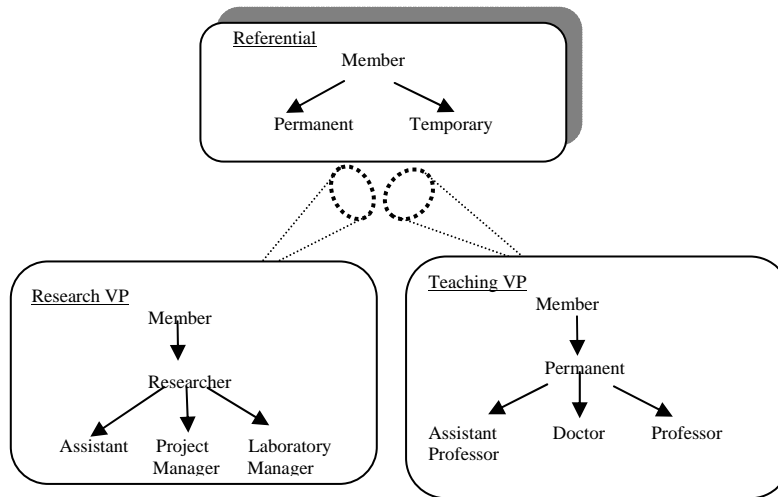 Referential
Member
Permanent Temporary
Research VP
Member
Researcher
Assistant Project Laboratory
Manager Manager
Teaching VP
Member
Permanent
Assistant Doctor Professor
Professor